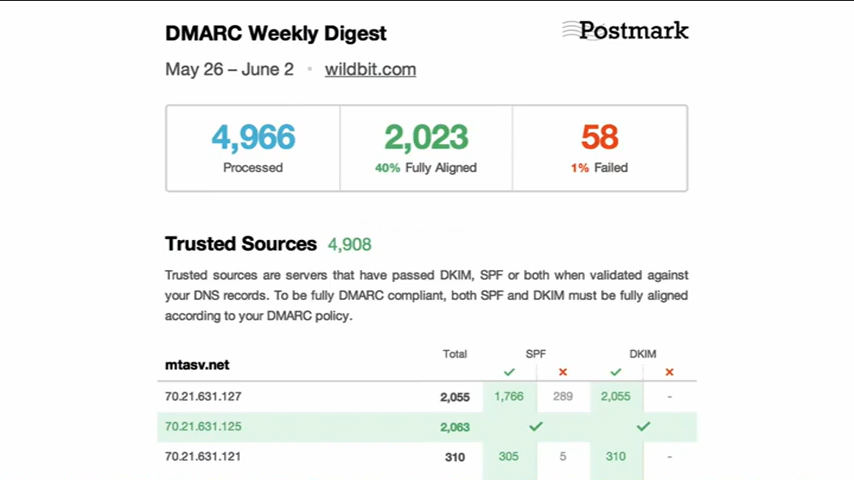 DMARC Weekly Digest
Postmark
May 26 – June 2 • wildbit.com
4,966 2,023 58
Processed 40% Fully Aligned 1% Failed
Trusted Sources 4,908
Trusted sources are servers that have passed DKIM, SPF or both when validated against
your DNS records. To be fully DMARC compliant, both SPF and DKIM must be fully aligned
according to your DMARC policy.
mtasv.net Total SPF DKIM
✓ ✕ ✓ ✕
70.21.631.127 2,055 1,766 289 2,055 -
70.21.631.125 2,063 ✓ ✓
70.21.631.121 310 305 5 310 -